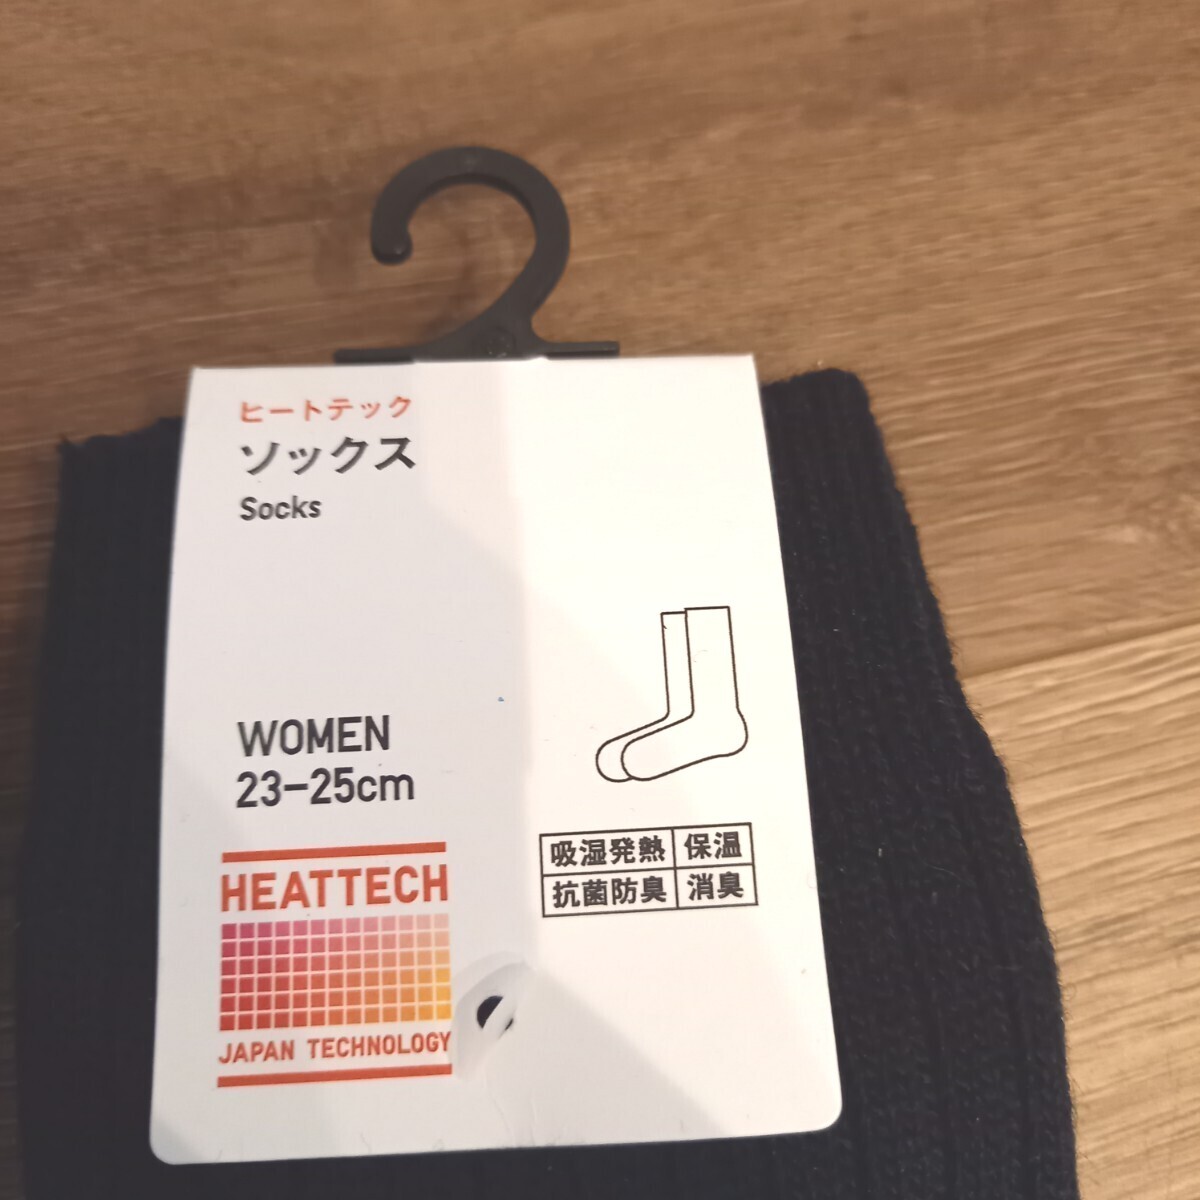 ヒートテック
ソックス
Socks
WOMEN
23-25cm
HEATTECH
JAPAN TECHNOLOGY
吸湿発熱 保温
抗菌防臭 消臭